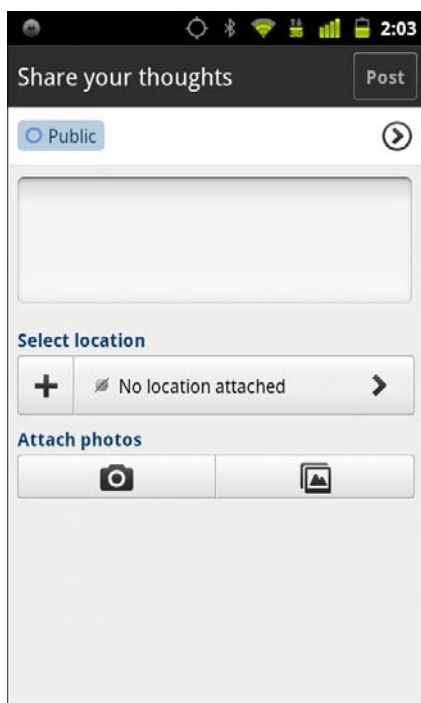 2:03
Share your thoughts
Post
Public
Select location
No location attached
Attach photos